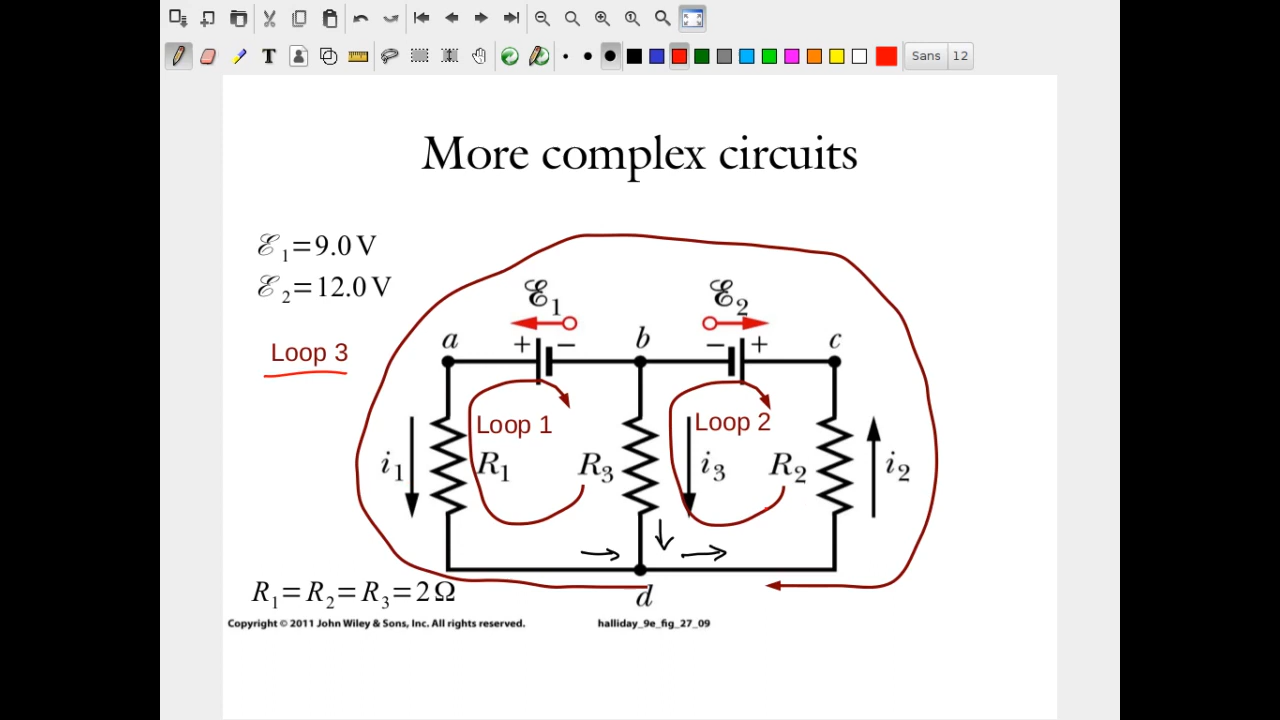 Sans 12
More complex circuits
ℰ₁=9.0 V
ℰ₂=12.0 V
Loop 3
ℰ₁
ℰ₂
a + − b − + c
Loop 1
Loop 2
i₁ R₁ R₃ i₃ R₂ i₂
R₁=R₂=R₃=2Ω
d
Copyright © 2011 John Wiley & Sons, Inc. All rights reserved.
halliday_9e_fig_27_09